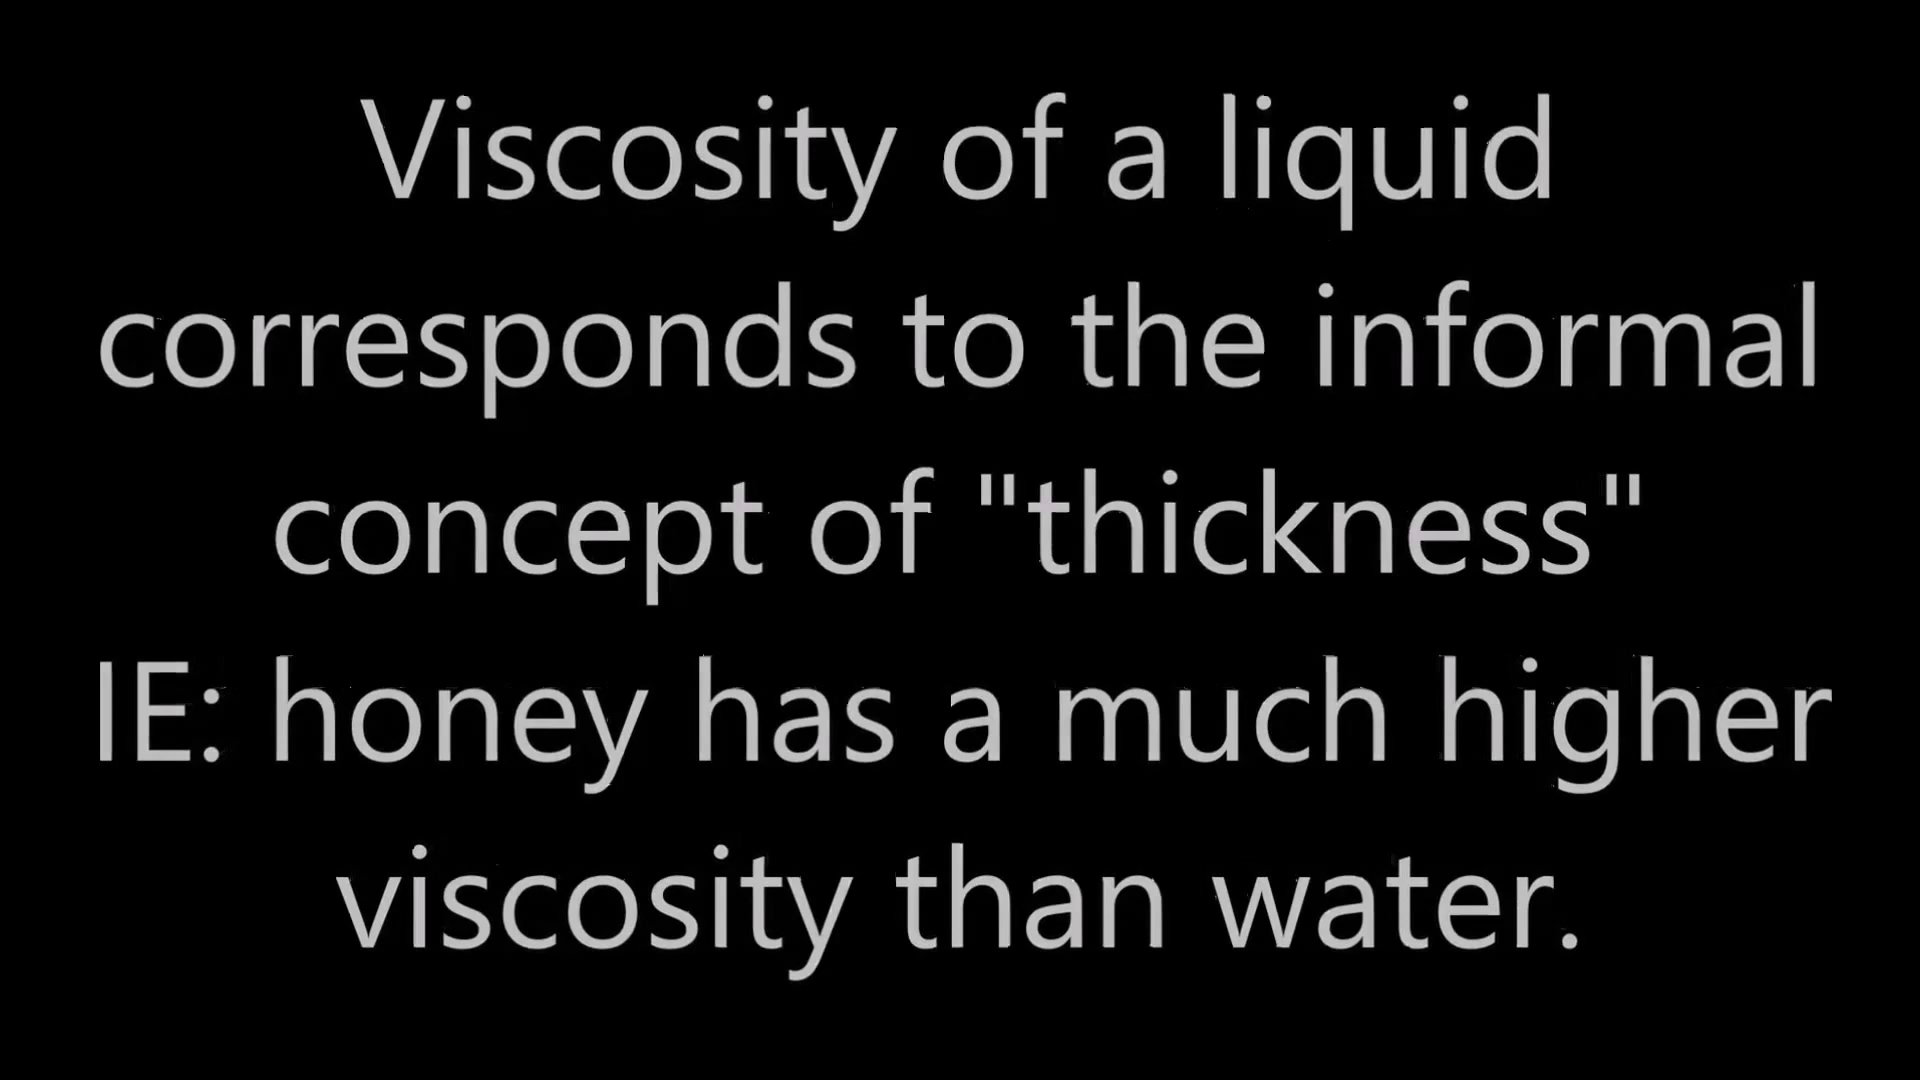 Viscosity of a liquid
corresponds to the informal
concept of "thickness"
IE: honey has a much higher
viscosity than water.